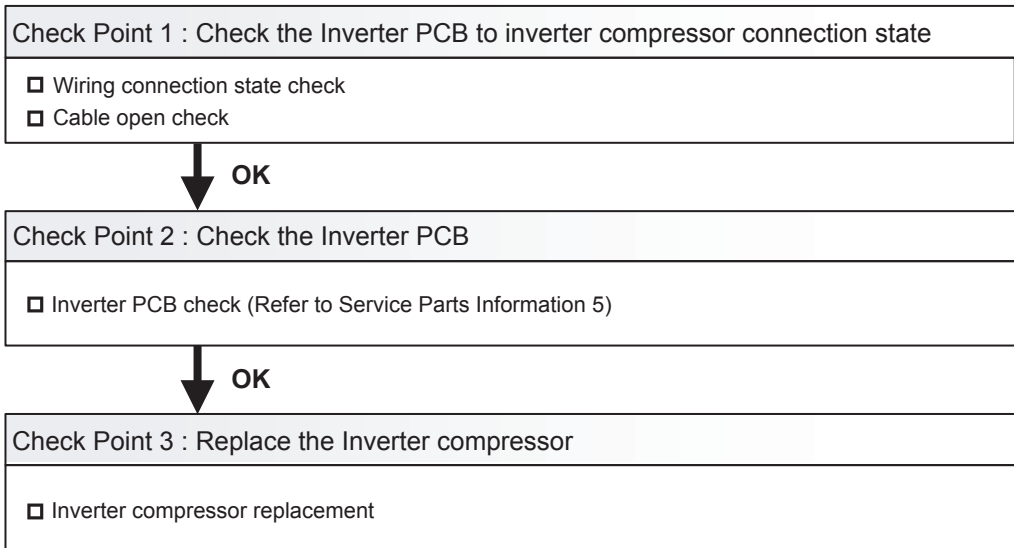 Check Point 1 : Check the Inverter PCB to inverter compressor connection state
Wiring connection state check
Cable open check
OK
Check Point 2 : Check the Inverter PCB
Inverter PCB check (Refer to Service Parts Information 5)
OK
Check Point 3 : Replace the Inverter compressor
Inverter compressor replacement